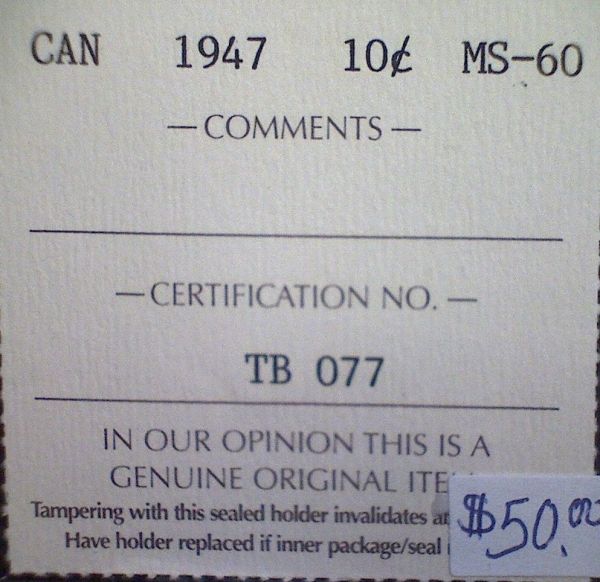 CAN 1947 10¢ MS-60
— COMMENTS —
— CERTIFICATION NO. —
TB 077
IN OUR OPINION THIS IS A
GENUINE ORIGINAL
Tampering with this sealed holder invalidates
Have holder replaced if inner package/seal
$50.00